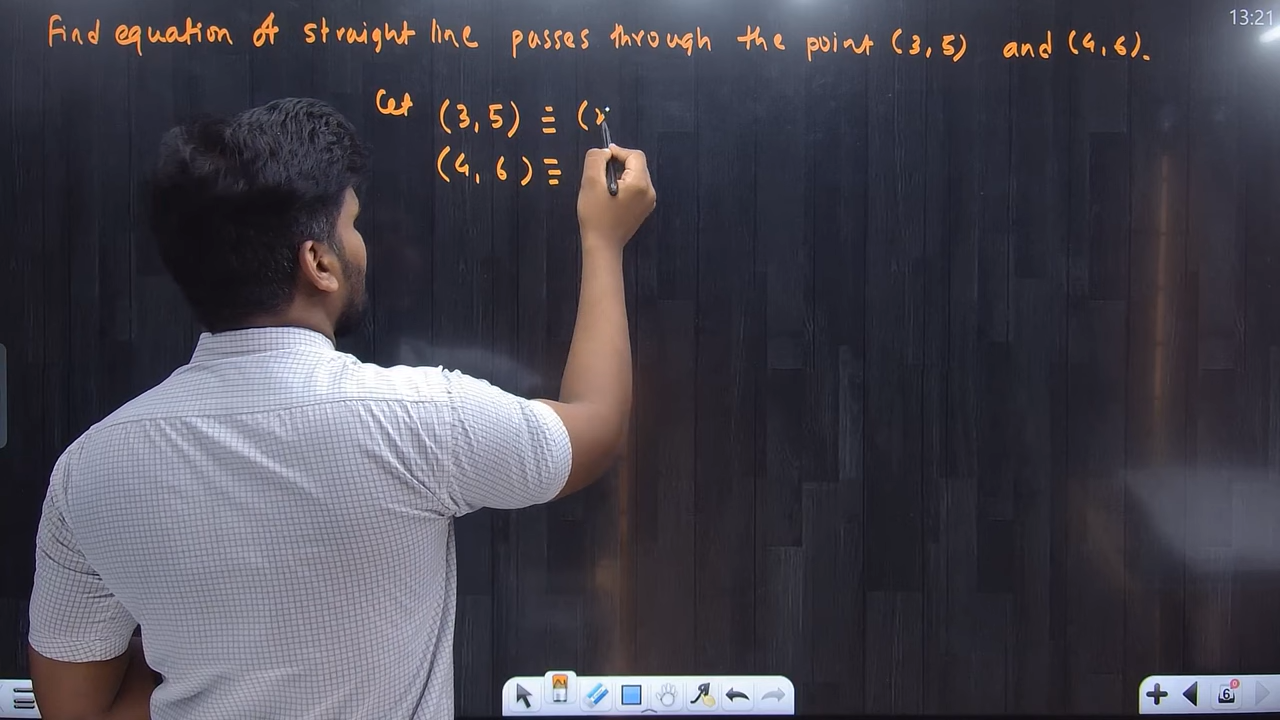 13:21
Find equation of straight line passes through the point (3,5) and (4,6).
Let (3,5) ≡ (x
(4,6) ≡
6